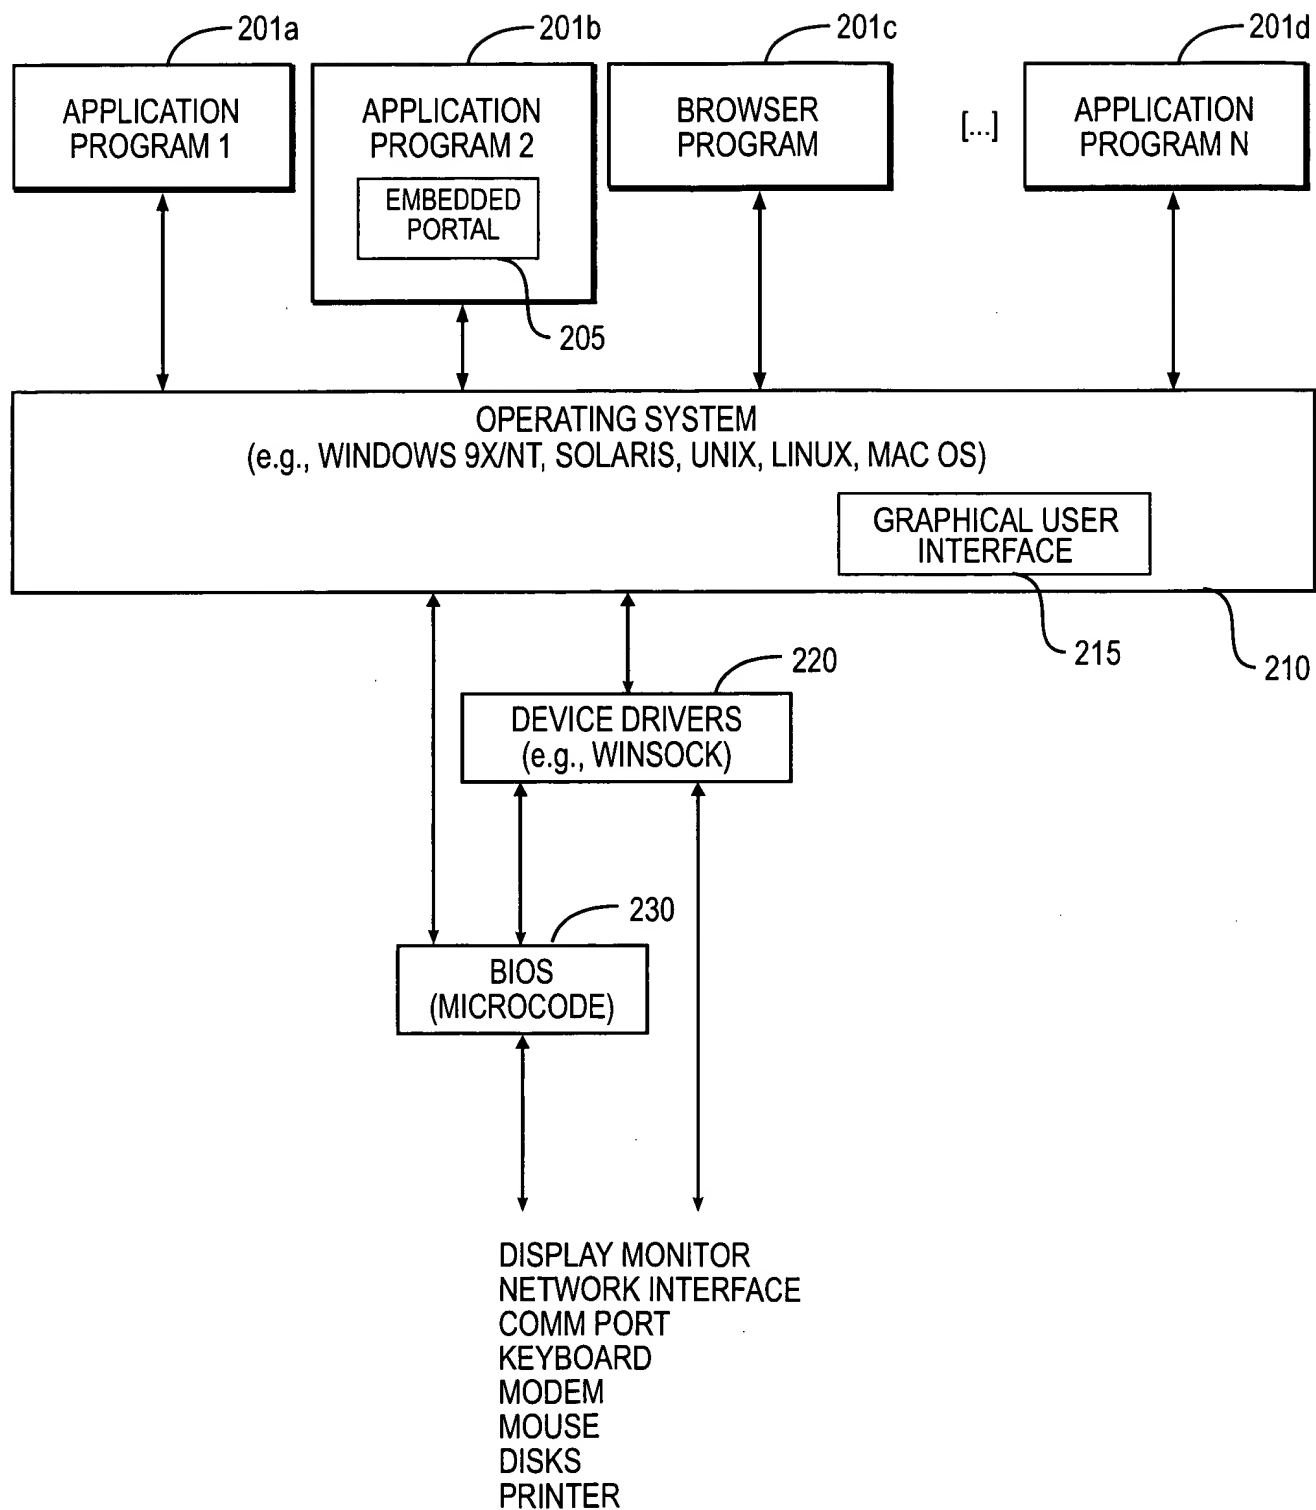 201a
201b
201c
201d
APPLICATION
PROGRAM 1
APPLICATION
PROGRAM 2
BROWSER
PROGRAM
[...]
APPLICATION
PROGRAM N
EMBEDDED
PORTAL
205
OPERATING SYSTEM
(e.g., WINDOWS 9X/NT, SOLARIS, UNIX, LINUX, MAC OS)
GRAPHICAL USER
INTERFACE
215
210
220
DEVICE DRIVERS
(e.g., WINSOCK)
230
BIOS
(MICROCODE)
DISPLAY MONITOR
NETWORK INTERFACE
COMM PORT
KEYBOARD
MODEM
MOUSE
DISKS
PRINTER